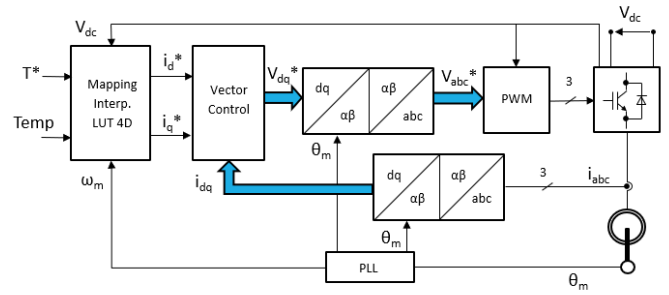 V_dc
V_dc
T*
Temp
Mapping
Interp.
LUT 4D
i_d*
i_q*
Vector
Control
V_dq*
dq
αβ
αβ
abc
V_abc*
PWM
3
θ_m
ω_m
i_dq
dq
αβ
αβ
abc
3
i_abc
θ_m
PLL
θ_m